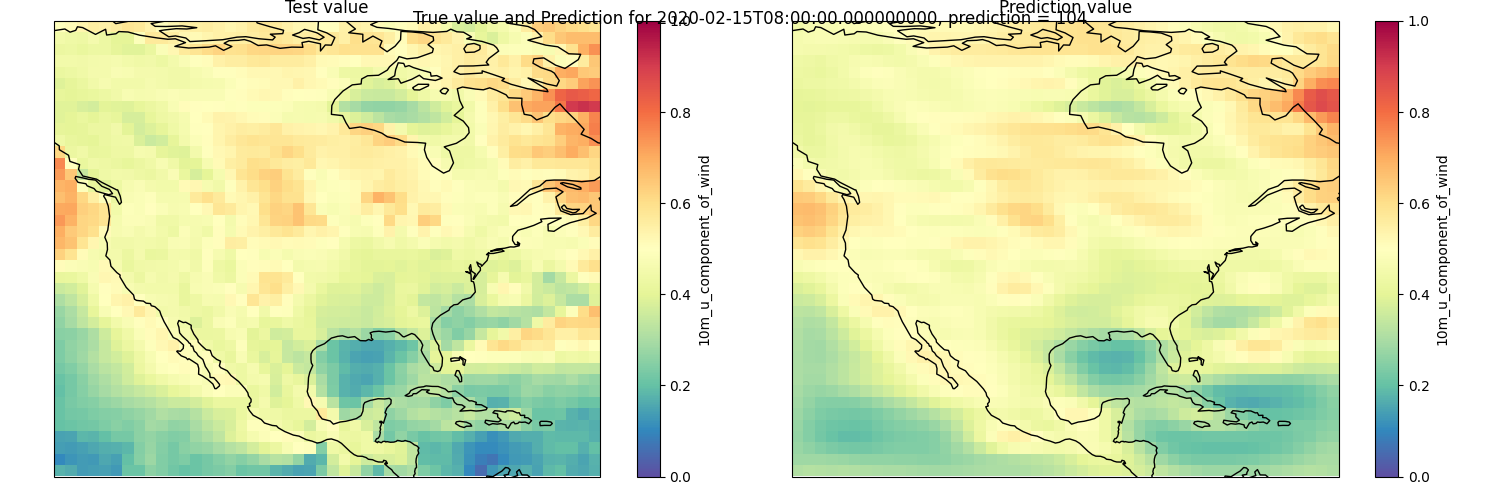 Test value
Prediction value
True value and Prediction for 2020-02-15T08:00:00.000000000, prediction = 104
1.0
0.8
0.6
0.4
0.2
0.0
10m_u_component_of_wind
1.0
0.8
0.6
0.4
0.2
0.0
10m_u_component_of_wind